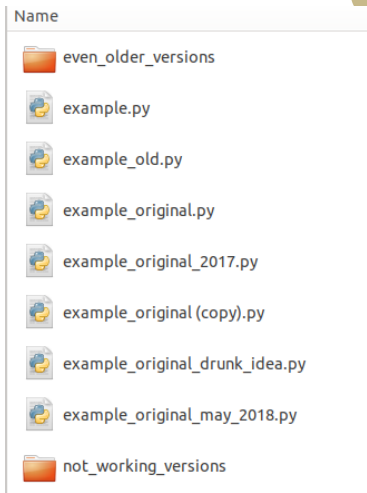 Name
even_older_versions
example.py
example_old.py
example_original.py
example_original_2017.py
example_original (copy).py
example_original_drunk_idea.py
example_original_may_2018.py
not_working_versions